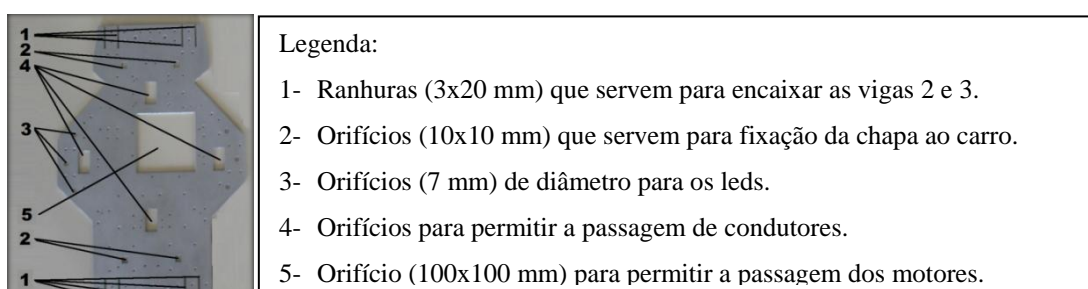 1
2
4
3
5
2
1
Legenda:
1- Ranhuras (3x20 mm) que servem para encaixar as vigas 2 e 3.
2- Orifícios (10x10 mm) que servem para fixação da chapa ao carro.
3- Orifícios (7 mm) de diâmetro para os leds.
4- Orifícios para permitir a passagem de condutores.
5- Orifício (100x100 mm) para permitir a passagem dos motores.